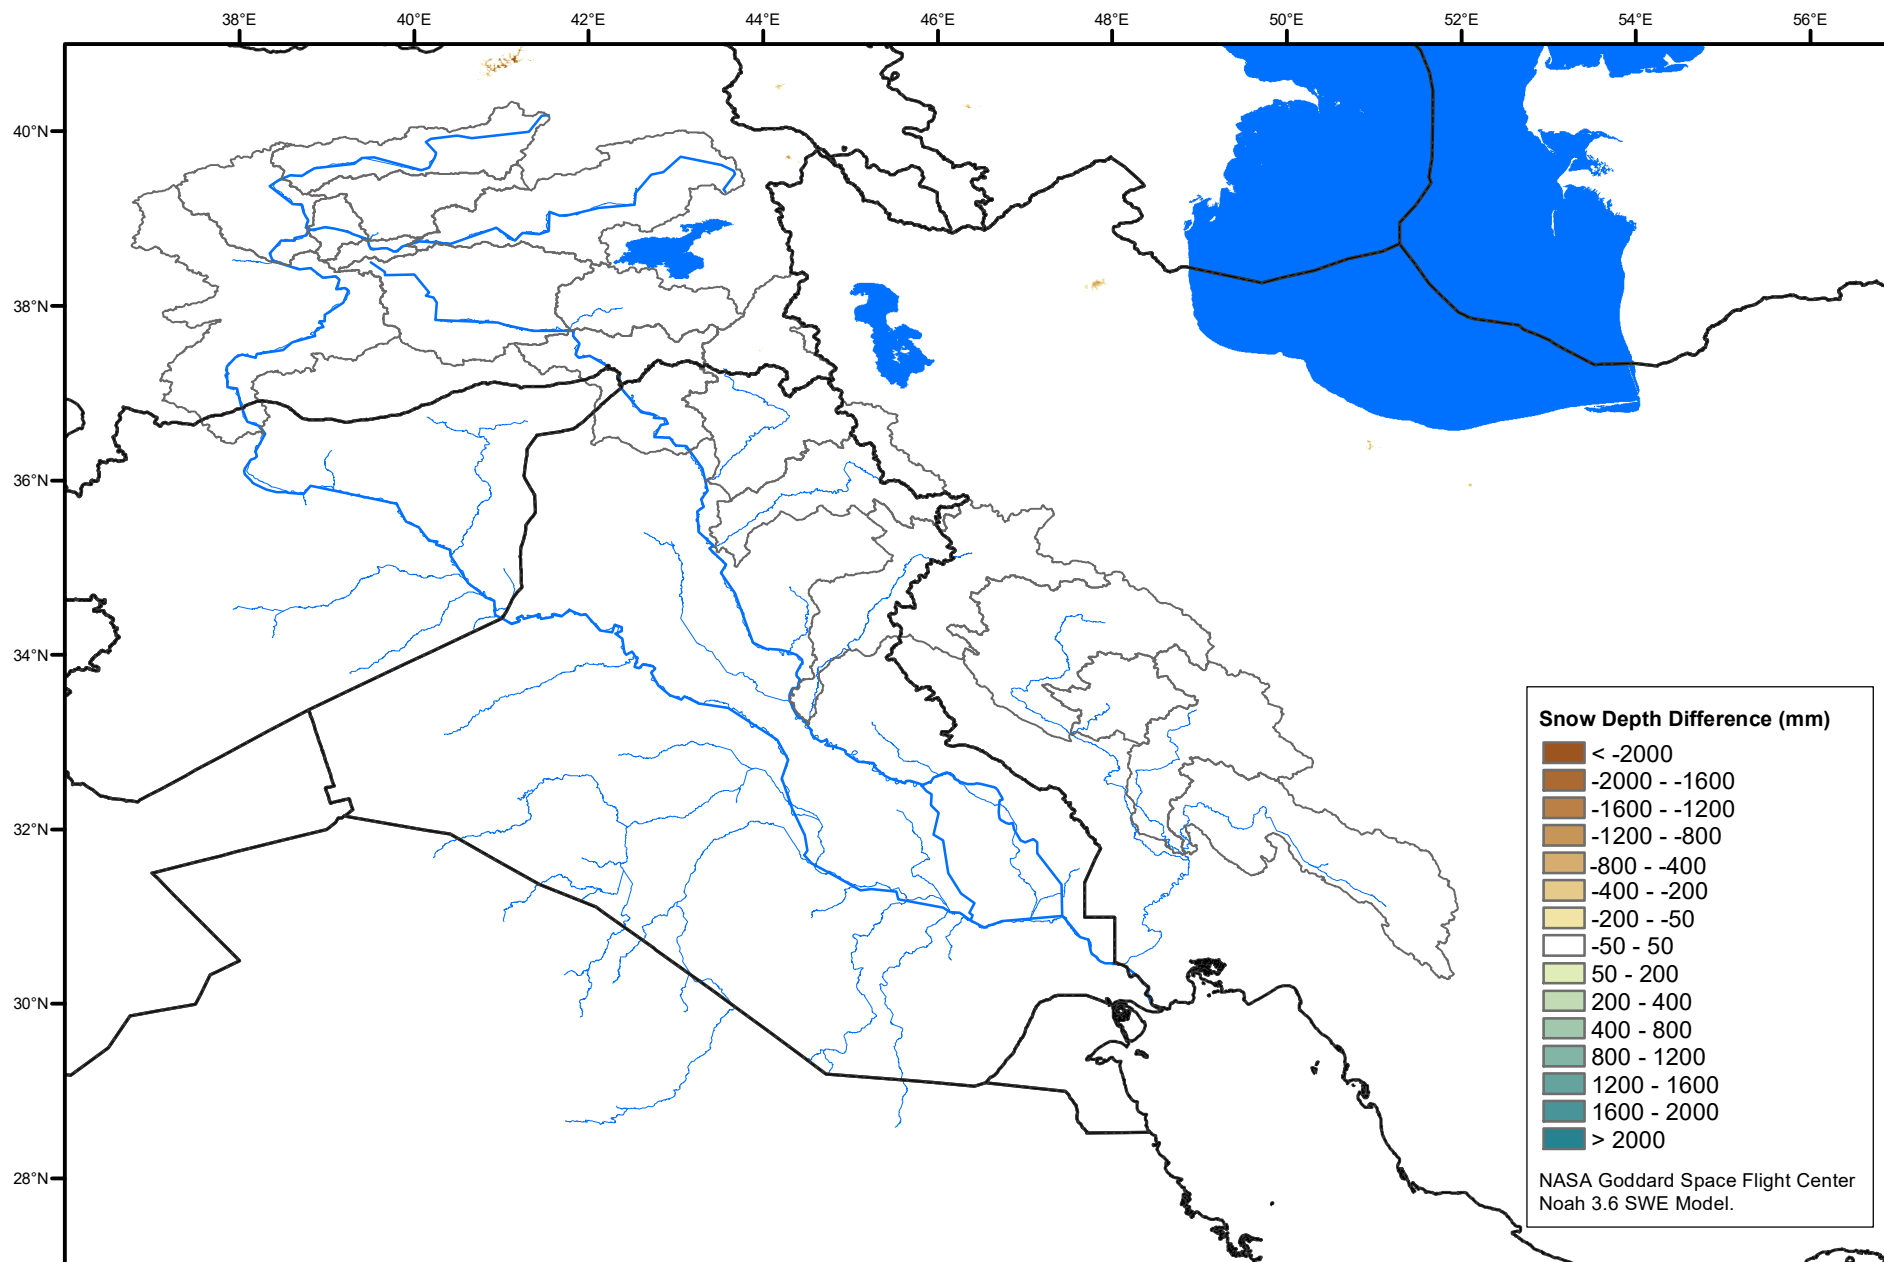 38°E 40°E 42°E 44°E 46°E 48°E 50°E 52°E 54°E 56°E
40°N
38°N
36°N
34°N
32°N
30°N
28°N
Snow Depth Difference (mm)
< -2000
-2000 - -1600
-1600 - -1200
-1200 - -800
-800 - -400
-400 - -200
-200 - -50
-50 - 50
50 - 200
200 - 400
400 - 800
800 - 1200
1200 - 1600
1600 - 2000
> 2000
NASA Goddard Space Flight Center
Noah 3.6 SWE Model.